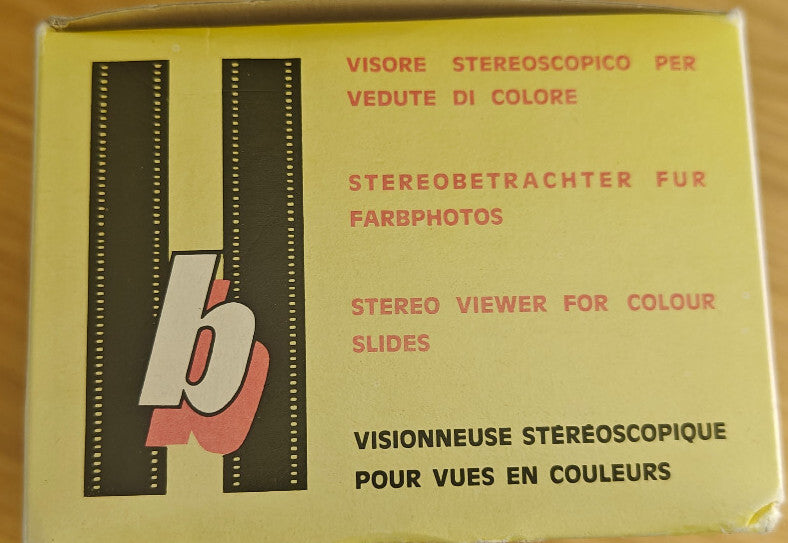 VISORE STEREOSCOPICO PER
VEDUTE DI COLORE
STEREOBETRACHTER FUR
FARBPHOTOS
STEREO VIEWER FOR COLOUR
SLIDES
b
VISIONNEUSE STÉRÉOSCOPIQUE
POUR VUES EN COULEURS